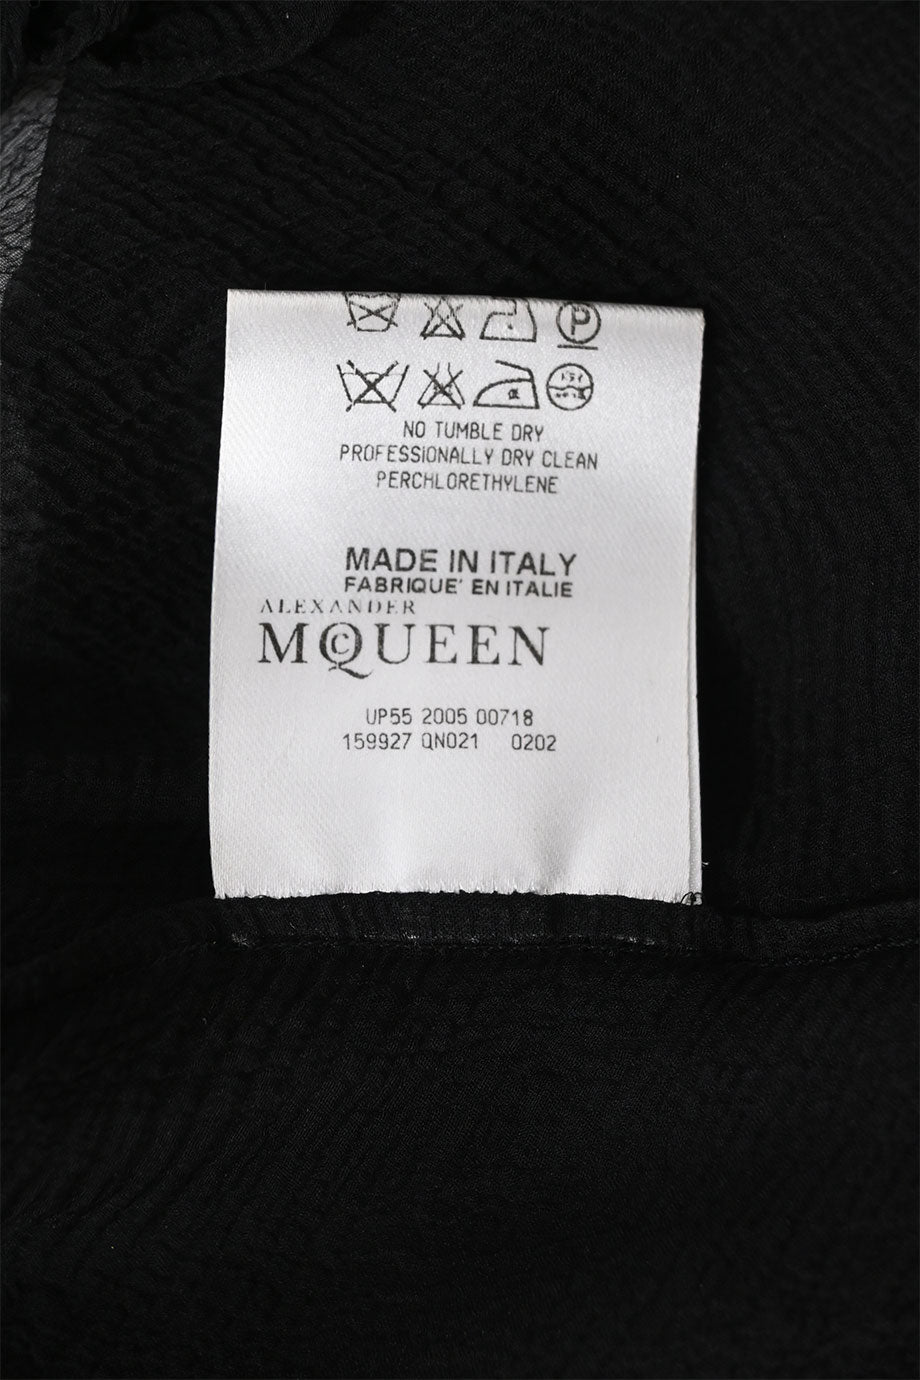 P
NO TUMBLE DRY
PROFESSIONALLY DRY CLEAN
PERCHLORETHYLENE
MADE IN ITALY
FABRIQUE' EN ITALIE
ALEXANDER
MCQUEEN
UP55 2005 00718
159927 QN021 0202